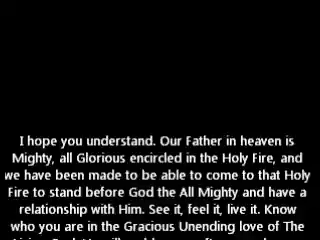 I hope you understand. Our Father in heaven is
Mighty, all Glorious encircled in the Holy Fire, and
we have been made to be able to come to that Holy
Fire to stand before God the All Mighty and have a
relationship with Him. See it, feel it, live it. Know
who you are in the Gracious Unending love of The